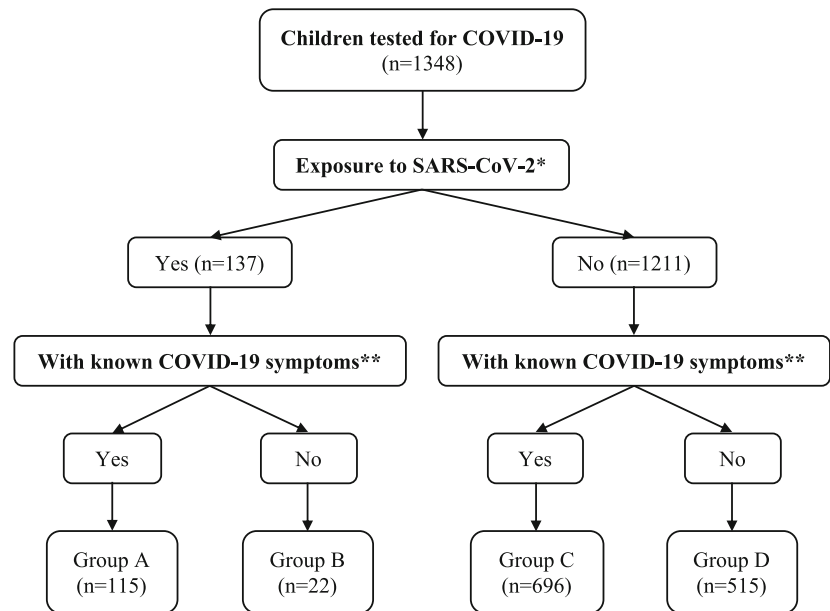 Children tested for COVID-19
(n=1348)
Exposure to SARS-CoV-2*
Yes (n=137)
No (n=1211)
With known COVID-19 symptoms**
With known COVID-19 symptoms**
Yes
No
Yes
No
Group A
(n=115)
Group B
(n=22)
Group C
(n=696)
Group D
(n=515)